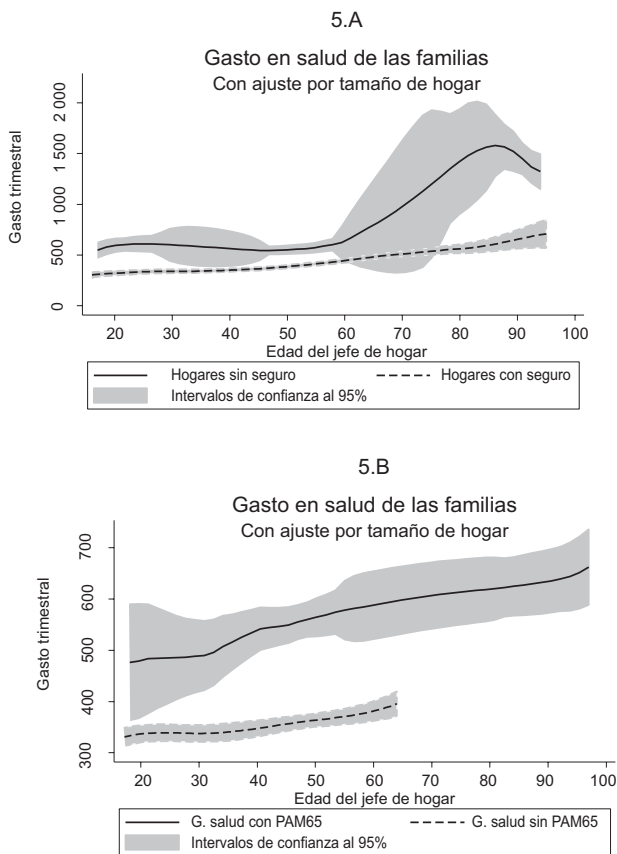 5.A
Gasto en salud de las familias
Con ajuste por tamaño de hogar
Gasto trimestral
2 000
1 500
1 000
500
0
20 30 40 50 60 70 80 90 100
Edad del jefe de hogar
Hogares sin seguro Hogares con seguro
Intervalos de confianza al 95%
5.B
Gasto en salud de las familias
Con ajuste por tamaño de hogar
Gasto trimestral
700
600
500
400
300
20 30 40 50 60 70 80 90 100
Edad del jefe de hogar
G. salud con PAM65 G. salud sin PAM65
Intervalos de confianza al 95%